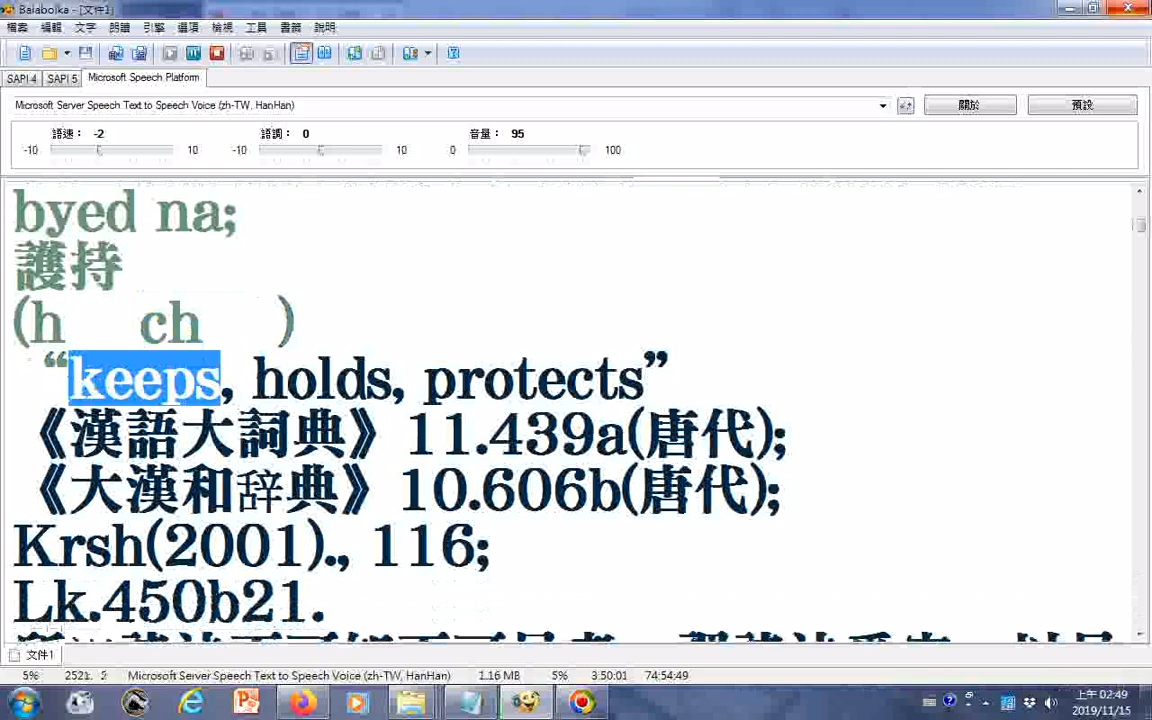 Balabolka - [文件1]
檔案 編輯 文字 朗讀 引擎 選項 檢視 工具 書籤 說明
SAPI 4 SAPI 5 Microsoft Speech Platform
Microsoft Server Speech Text to Speech Voice (zh-TW, HanHan) 關於 預設
語速： -2 語調： 0 音量： 95
-10 10 -10 10 0 100
byed na;
護持
(h ch )
“keeps, holds, protects”
《漢語大詞典》 11.439a(唐代);
《大漢和辞典》 10.606b(唐代);
Krsh(2001)., 116;
Lk.450b21.
文件1
5% 2521. 2 Microsoft Server Speech Text to Speech Voice (zh-TW, HanHan) 1.16 MB 5% 3:50:01 74:54:49
上午 02:49
2019/11/15